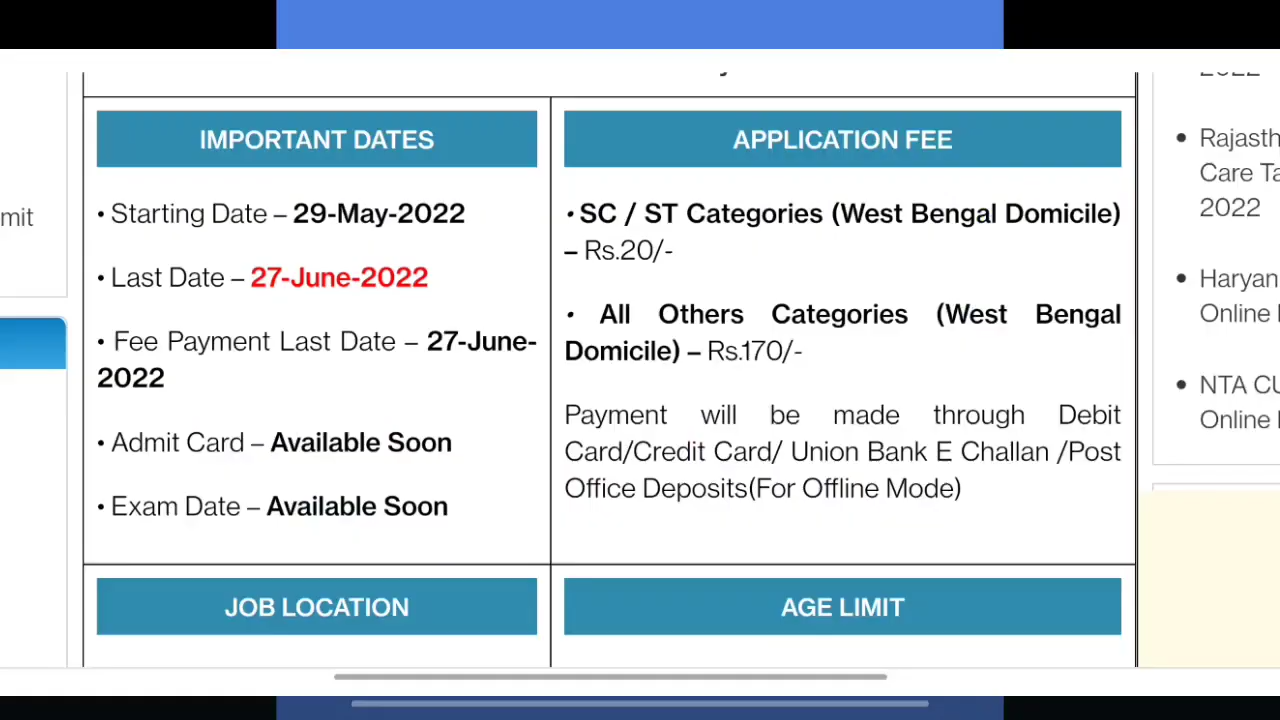 IMPORTANT DATES
• Starting Date – 29-May-2022
• Last Date – 27-June-2022
• Fee Payment Last Date – 27-June-
2022
• Admit Card – Available Soon
• Exam Date – Available Soon
APPLICATION FEE
• SC / ST Categories (West Bengal Domicile)
– Rs.20/-
• All Others Categories (West Bengal
Domicile) – Rs.170/-
Payment will be made through Debit
Card/Credit Card/ Union Bank E Challan /Post
Office Deposits(For Offline Mode)
JOB LOCATION
AGE LIMIT
mit
2022
• Rajasth
Care Ta
2022
• Haryan
Online
• NTA CU
Online